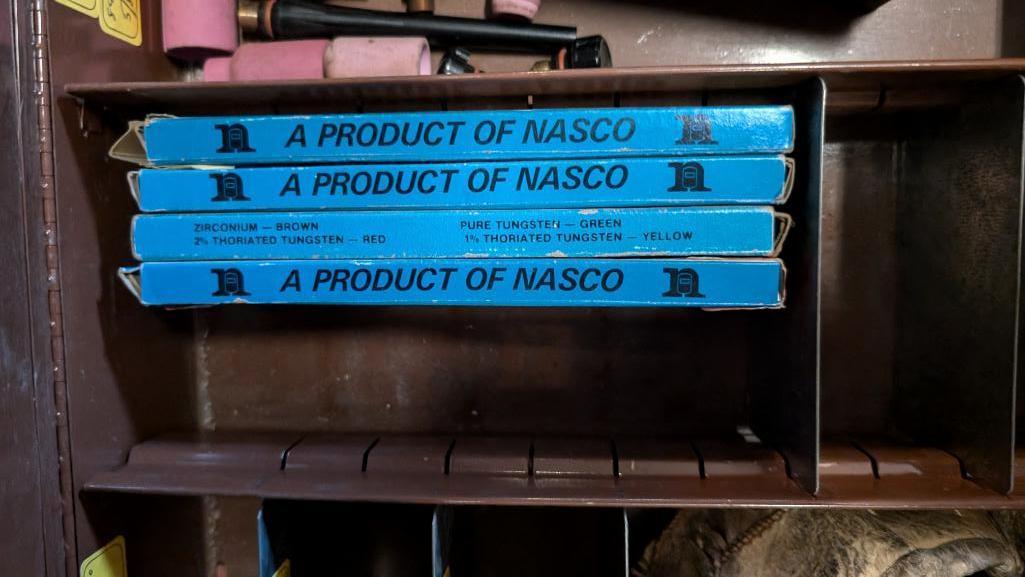 A PRODUCT OF NASCO
A PRODUCT OF NASCO
ZIRCONIUM — BROWN PURE TUNGSTEN — GREEN
2% THORIATED TUNGSTEN — RED 1% THORIATED TUNGSTEN — YELLOW
A PRODUCT OF NASCO